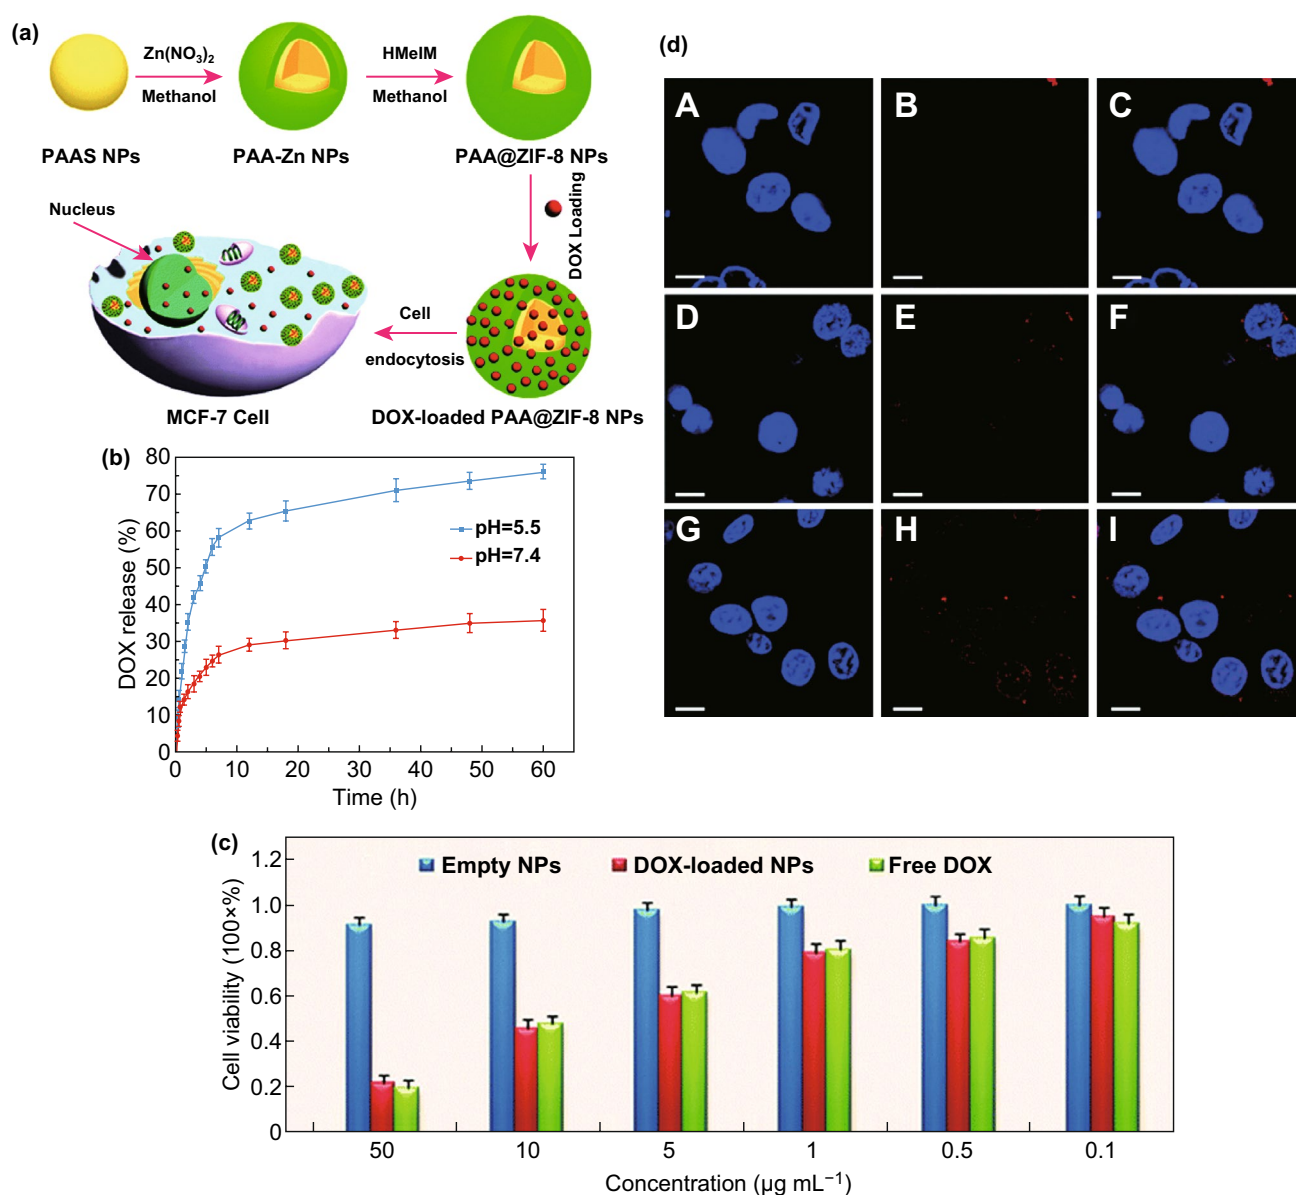 (a)
Zn(NO₃)₂
Methanol
HMeIM
Methanol
PAAS NPs
PAA-Zn NPs
PAA@ZIF-8 NPs
DOX Loading
Nucleus
Cell
endocytosis
MCF-7 Cell
DOX-loaded PAA@ZIF-8 NPs
(b)
80
70
60
50
40
30
20
10
0
DOX release (%)
pH=5.5
pH=7.4
0 10 20 30 40 50 60
Time (h)
(d)
A B C
D E F
G H I
(c)
1.2
1.0
0.8
0.6
0.4
0.2
0
Cell viability (100×%)
Empty NPs DOX-loaded NPs Free DOX
50 10 5 1 0.5 0.1
Concentration (µg mL⁻¹)